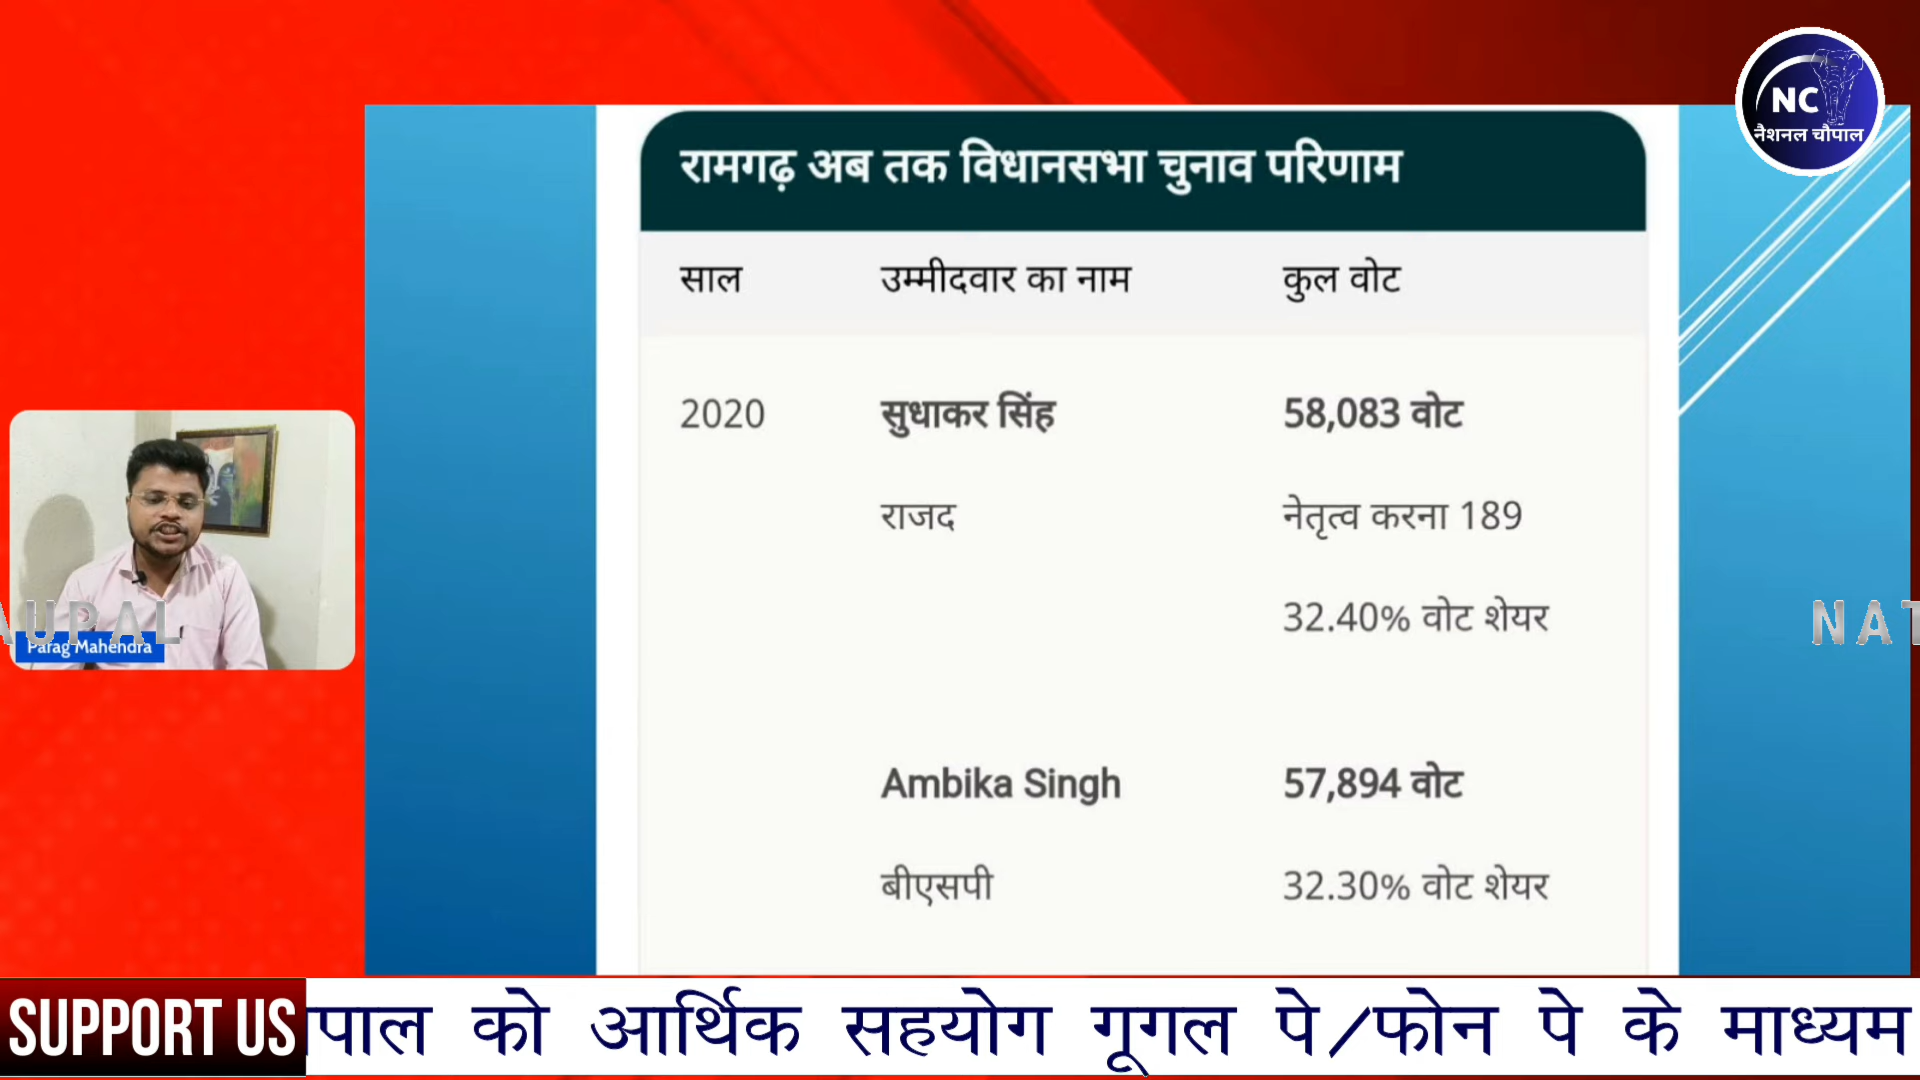 NC
नैशनल चौपाल
रामगढ़ अब तक विधानसभा चुनाव परिणाम
साल उम्मीदवार का नाम कुल वोट
2020 सुधाकर सिंह 58,083 वोट
राजद नेतृत्व करना 189
32.40% वोट शेयर
AUPAL
NAT
Parag Mahendra
Ambika Singh 57,894 वोट
बीएसपी 32.30% वोट शेयर
SUPPORT US पाल को आर्थिक सहयोग गूगल पे/फोन पे के माध्यम